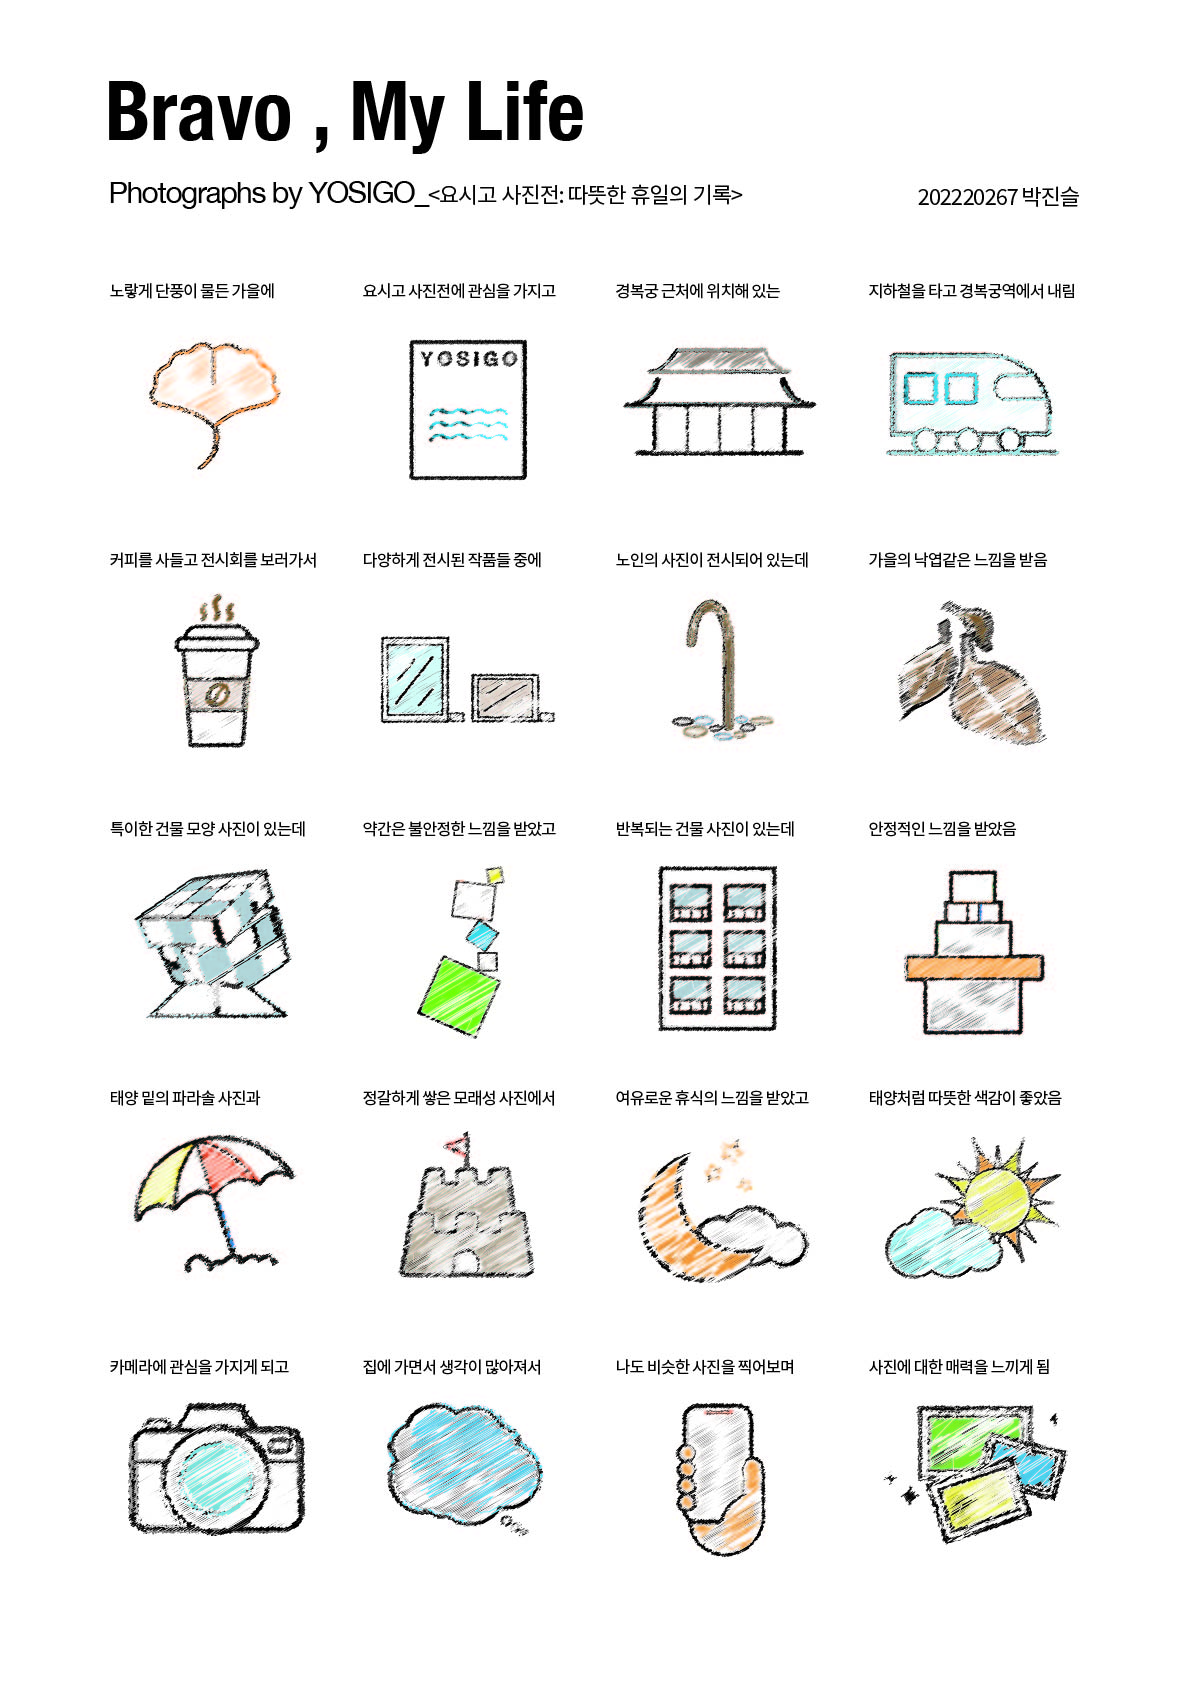 Bravo , My Life
Photographs by YOSIGO_<요시고 사진전: 따뜻한 휴일의 기록>
202220267 박진슬
노랗게 단풍이 물든 가을에
요시고 사진전에 관심을 가지고
경복궁 근처에 위치해 있는
지하철을 타고 경복궁역에서 내림
YOSIGO
커피를 사들고 전시회를 보러가서
다양하게 전시된 작품들 중에
노인의 사진이 전시되어 있는데
가을의 낙엽같은 느낌을 받음
특이한 건물 모양 사진이 있는데
약간은 불안정한 느낌을 받았고
반복되는 건물 사진이 있는데
안정적인 느낌을 받았음
태양 밑의 파라솔 사진과
정갈하게 쌓은 모래성 사진에서
여유로운 휴식의 느낌을 받았고
태양처럼 따뜻한 색감이 좋았음
카메라에 관심을 가지게 되고
집에 가면서 생각이 많아져서
나도 비슷한 사진을 찍어보며
사진에 대한 매력을 느끼게 됨